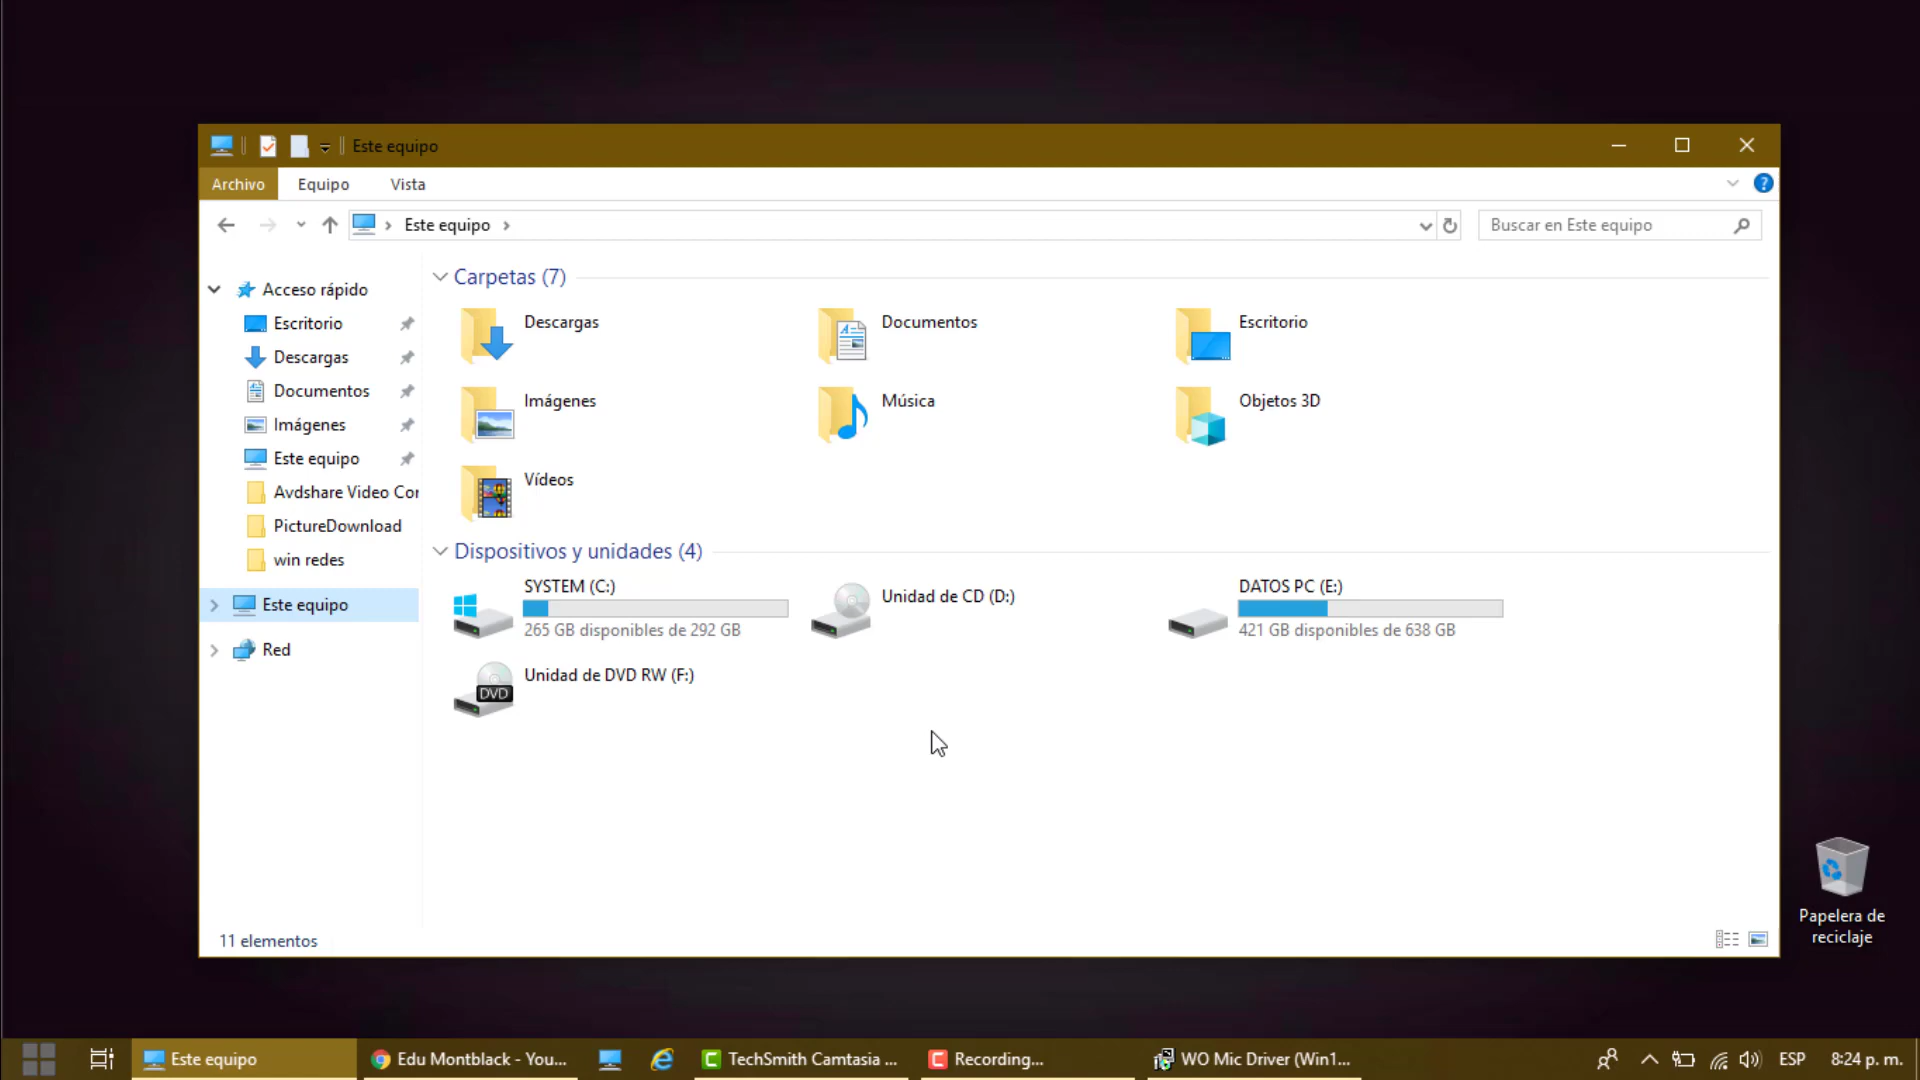 Este equipo
Archivo Equipo Vista
Este equipo
Buscar en Este equipo
Acceso rápido
Escritorio
Descargas
Documentos
Imágenes
Este equipo
Avdshare Video Cor
PictureDownload
win redes
Este equipo
Red
Carpetas (7)
Descargas
Documentos
Escritorio
Imágenes
Música
Objetos 3D
Vídeos
Dispositivos y unidades (4)
SYSTEM (C:)
265 GB disponibles de 292 GB
Unidad de CD (D:)
DATOS PC (E:)
421 GB disponibles de 638 GB
DVD
Unidad de DVD RW (F:)
11 elementos
Papelera de
reciclaje
Este equipo
Edu Montblack - You...
TechSmith Camtasia ...
Recording...
WO Mic Driver (Win1...
ESP
8:24 p. m.